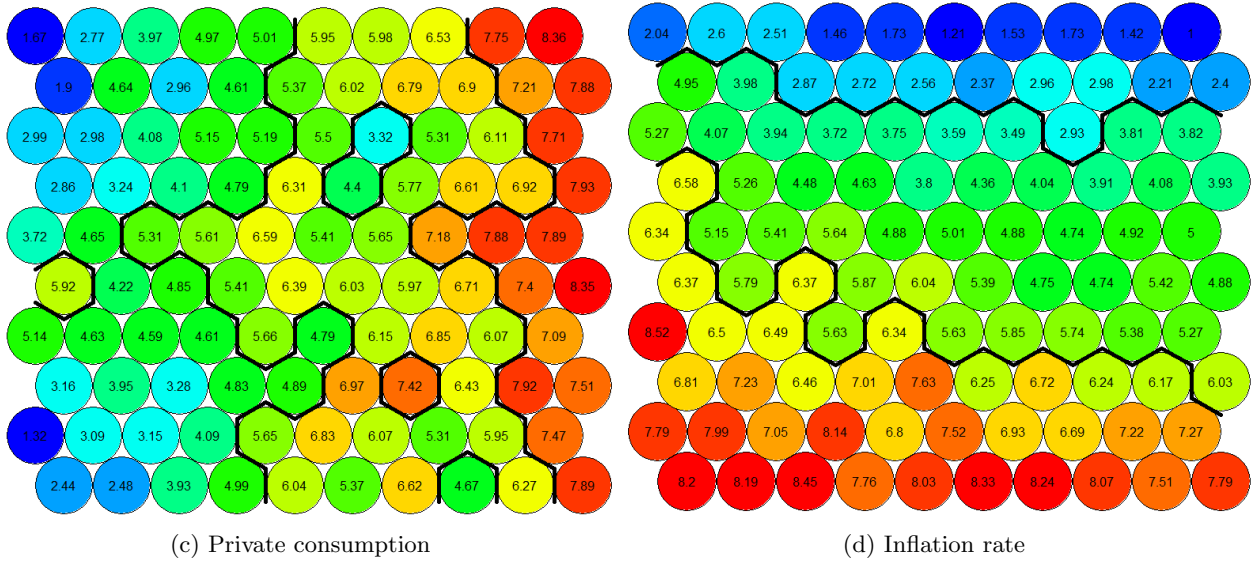 1.67 2.77 3.97 4.97 5.01 5.95 5.98 6.53 7.75 8.36
1.9 4.64 2.96 4.61 5.37 6.02 6.79 6.9 7.21 7.88
2.99 2.98 4.08 5.15 5.19 5.5 3.32 5.31 6.11 7.71
2.86 3.24 4.1 4.79 6.31 4.4 5.77 6.61 6.92 7.93
3.72 4.65 5.31 5.61 6.59 5.41 5.65 7.18 7.88 7.89
5.92 4.22 4.85 5.41 6.39 6.03 5.97 6.71 7.4 8.35
5.14 4.63 4.59 4.61 5.66 4.79 6.15 6.85 6.07 7.09
3.16 3.95 3.28 4.83 4.89 6.97 7.42 6.43 7.92 7.51
1.32 3.09 3.15 4.09 5.65 6.83 6.07 5.31 5.95 7.47
2.44 2.48 3.93 4.99 6.04 5.37 6.62 4.67 6.27 7.89
(c) Private consumption
2.04 2.6 2.51 1.46 1.73 1.21 1.53 1.73 1.42 1
4.95 3.98 2.87 2.72 2.56 2.37 2.96 2.98 2.21 2.4
5.27 4.07 3.94 3.72 3.75 3.59 3.49 2.93 3.81 3.82
6.58 5.26 4.48 4.63 3.8 4.36 4.04 3.91 4.08 3.93
6.34 5.15 5.41 5.64 4.88 5.01 4.88 4.74 4.92 5
6.37 5.79 6.37 5.87 6.04 5.39 4.75 4.74 5.42 4.88
8.52 6.5 6.49 5.63 6.34 5.63 5.85 5.74 5.38 5.27
6.81 7.23 6.46 7.01 7.63 6.25 6.72 6.24 6.17 6.03
7.79 7.99 7.05 8.14 6.8 7.52 6.93 6.69 7.22 7.27
8.2 8.19 8.45 7.76 8.03 8.33 8.24 8.07 7.51 7.79
(d) Inflation rate